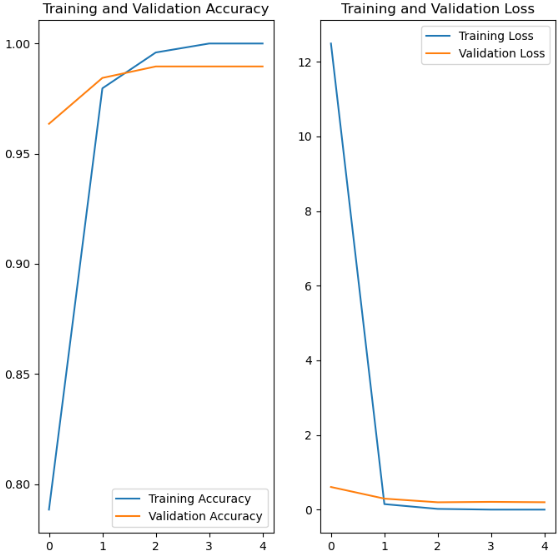 Training and Validation Accuracy
1.00
0.95
0.90
0.85
0.80
0 1 2 3 4
Training Accuracy
Validation Accuracy
Training and Validation Loss
12
10
8
6
4
2
0
0 1 2 3 4
Training Loss
Validation Loss